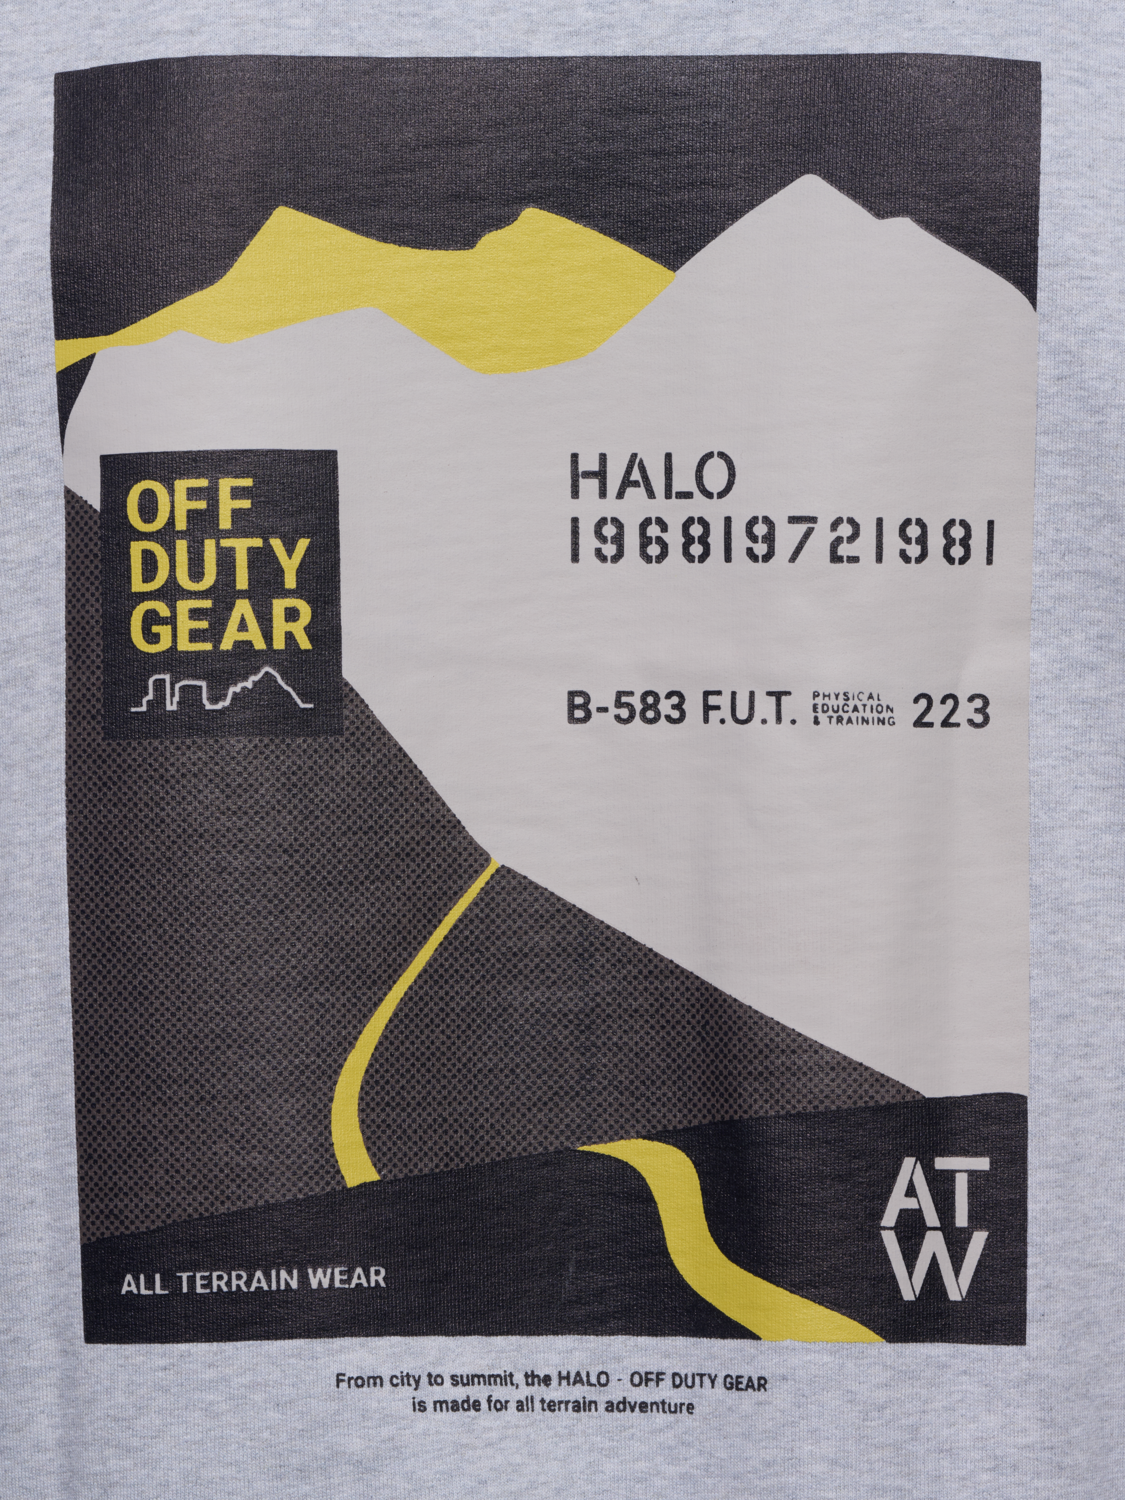 OFF
DUTY
GEAR
HALO
196819721981
B-583 F.U.T. PHYSICAL EDUCATION & TRAINING 223
ALL TERRAIN WEAR
AT
W
From city to summit, the HALO - OFF DUTY GEAR
is made for all terrain adventure